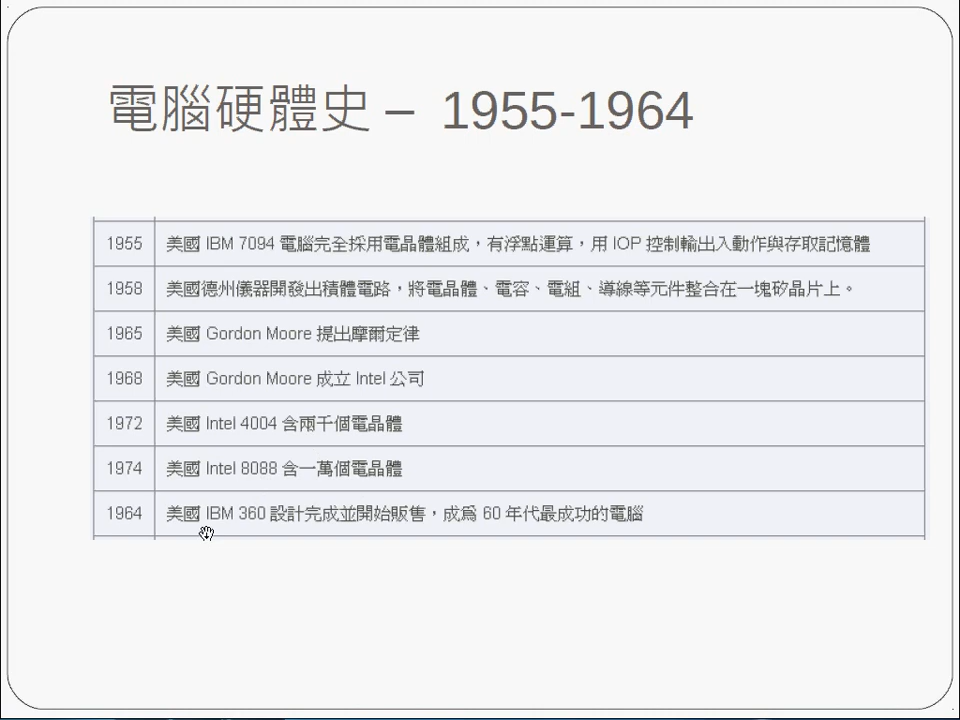 電腦硬體史 – 1955-1964
1955 美國 IBM 7094 電腦完全採用電晶體組成，有浮點運算，用 IOP 控制輸出入動作與存取記憶體
1958 美國德州儀器開發出積體電路，將電晶體、電容、電組、導線等元件整合在一塊矽晶片上。
1965 美國 Gordon Moore 提出摩爾定律
1968 美國 Gordon Moore 成立 Intel 公司
1972 美國 Intel 4004 含兩千個電晶體
1974 美國 Intel 8088 含一萬個電晶體
1964 美國 IBM 360 設計完成並開始販售，成為 60 年代最成功的電腦